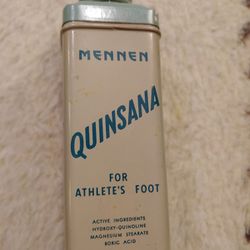 MENNEN
QUINSANA
FOR
ATHLETE'S FOOT
ACTIVE INGREDIENTS
HYDROXY-QUINOLINE
MAGNESIUM STEARATE
BORIC ACID